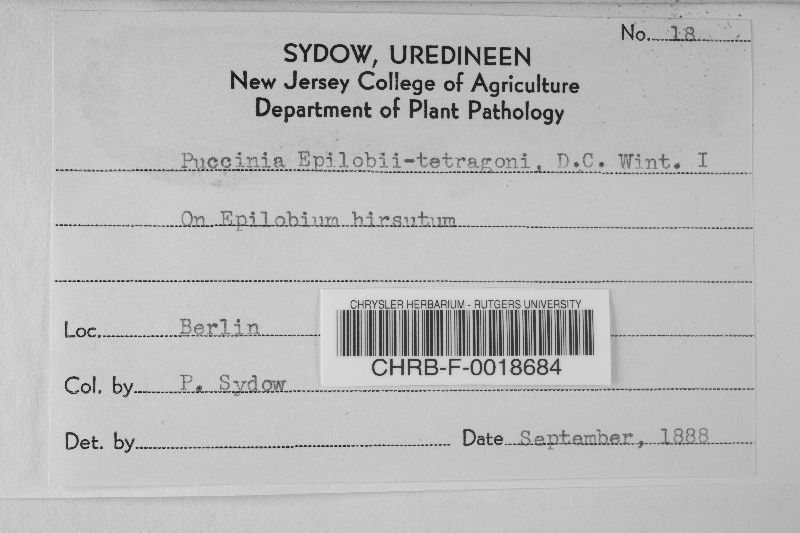 No. 18
SYDOW, UREDINEEN
New Jersey College of Agriculture
Department of Plant Pathology
Puccinia Epilobii-tetragoni, D.C. Wint. I
On Epilobium hirsutum
CHRYSLER HERBARIUM - RUTGERS UNIVERSITY
Loc. Berlin
CHRB-F-0018684
Col. by P. Sydow
Det. by Date September, 1888